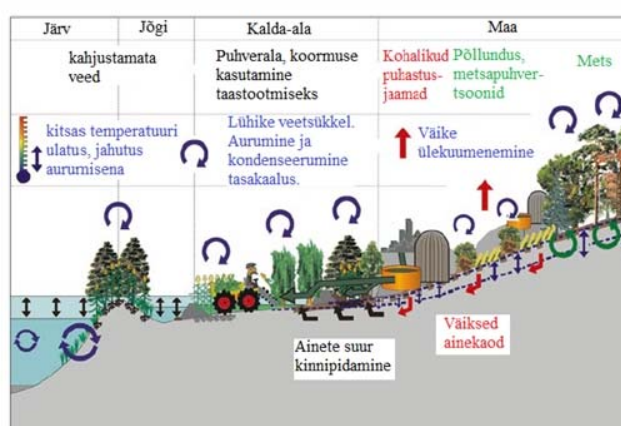 Järv
Jõgi
Kalda-ala
Maa
kahjustamata
veed
Puhverala, koormuse
kasutamine
taastootmiseks
Kohalikud
puhastus-
jaamad
Põllundus,
metsapuhver-
tsoonid
Mets
kitsas temperatuuri
ulatus, jahutus
aurumisena
Lühike veetsükkel.
Aurumine ja
kondenseerumine
tasakaalus.
Väike
ülekuumenemine
Ainete suur
kinnipidamine
Väiksed
ainekaod